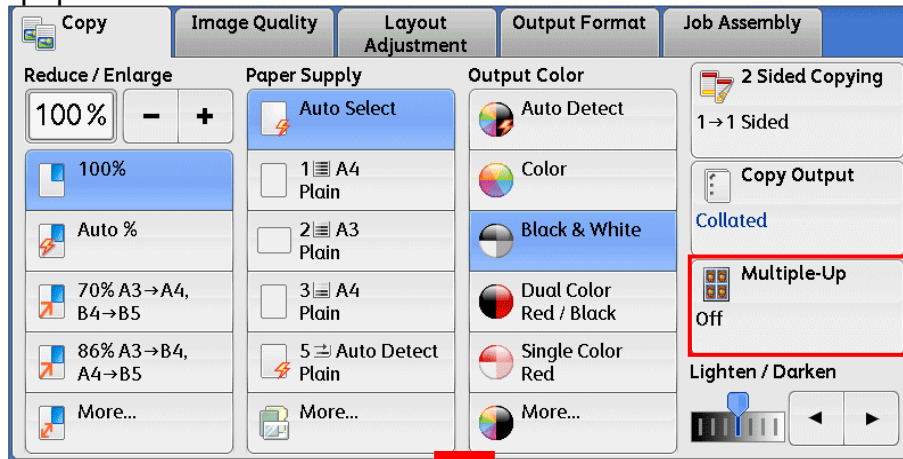 Copy
Image Quality
Layout
Adjustment
Output Format
Job Assembly
Reduce / Enlarge
100%
−
+
100%
Auto %
70% A3→A4,
B4→B5
86% A3→B4,
A4→B5
More...
Paper Supply
Auto Select
1 A4
Plain
2 A3
Plain
3 A4
Plain
5 Auto Detect
Plain
More...
Output Color
Auto Detect
Color
Black & White
Dual Color
Red / Black
Single Color
Red
More...
2 Sided Copying
1→1 Sided
Copy Output
Collated
Multiple-Up
Off
Lighten / Darken